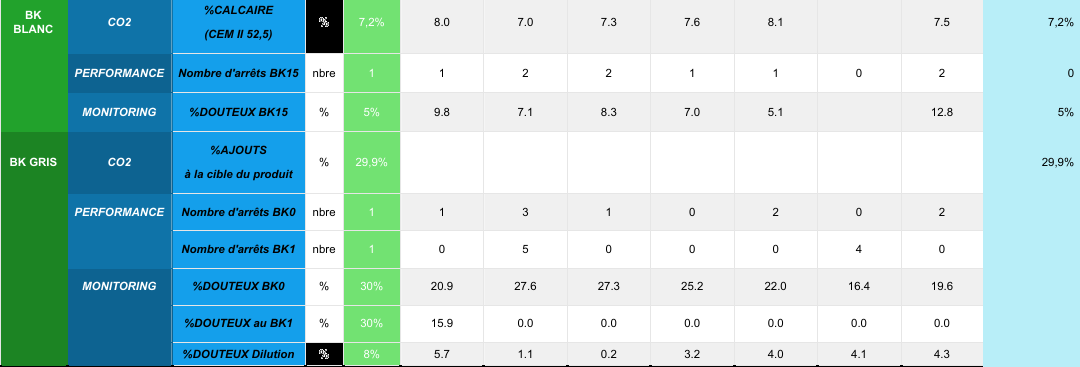 BK BLANC CO2 %CALCAIRE (CEM II 52,5) % 7,2% 8.0 7.0 7.3 7.6 8.1 7.5 7,2%
PERFORMANCE Nombre d'arrêts BK15 nbre 1 1 2 2 1 1 0 2 0
MONITORING %DOUTEUX BK15 % 5% 9.8 7.1 8.3 7.0 5.1 12.8 5%
BK GRIS CO2 %AJOUTS à la cible du produit % 29,9% 29,9%
PERFORMANCE Nombre d'arrêts BK0 nbre 1 1 3 1 0 2 0 2
Nombre d'arrêts BK1 nbre 1 0 5 0 0 0 4 0
MONITORING %DOUTEUX BK0 % 30% 20.9 27.6 27.3 25.2 22.0 16.4 19.6
%DOUTEUX au BK1 % 30% 15.9 0.0 0.0 0.0 0.0 0.0 0.0
%DOUTEUX Dilution % 8% 5.7 1.1 0.2 3.2 4.0 4.1 4.3